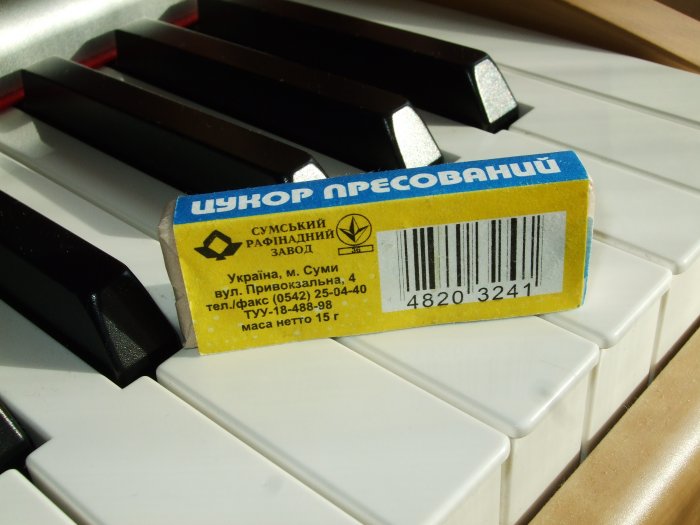 ЦУКОР ПРЕСОВАНИЙ
СУМСЬКИЙ
РАФІНАДНИЙ
ЗАВОД
Україна, м. Суми
вул. Привокзальна, 4
тел./факс (0542) 25-04-40
ТУУ-18-488-98
маса нетто 15 г
4820 3241